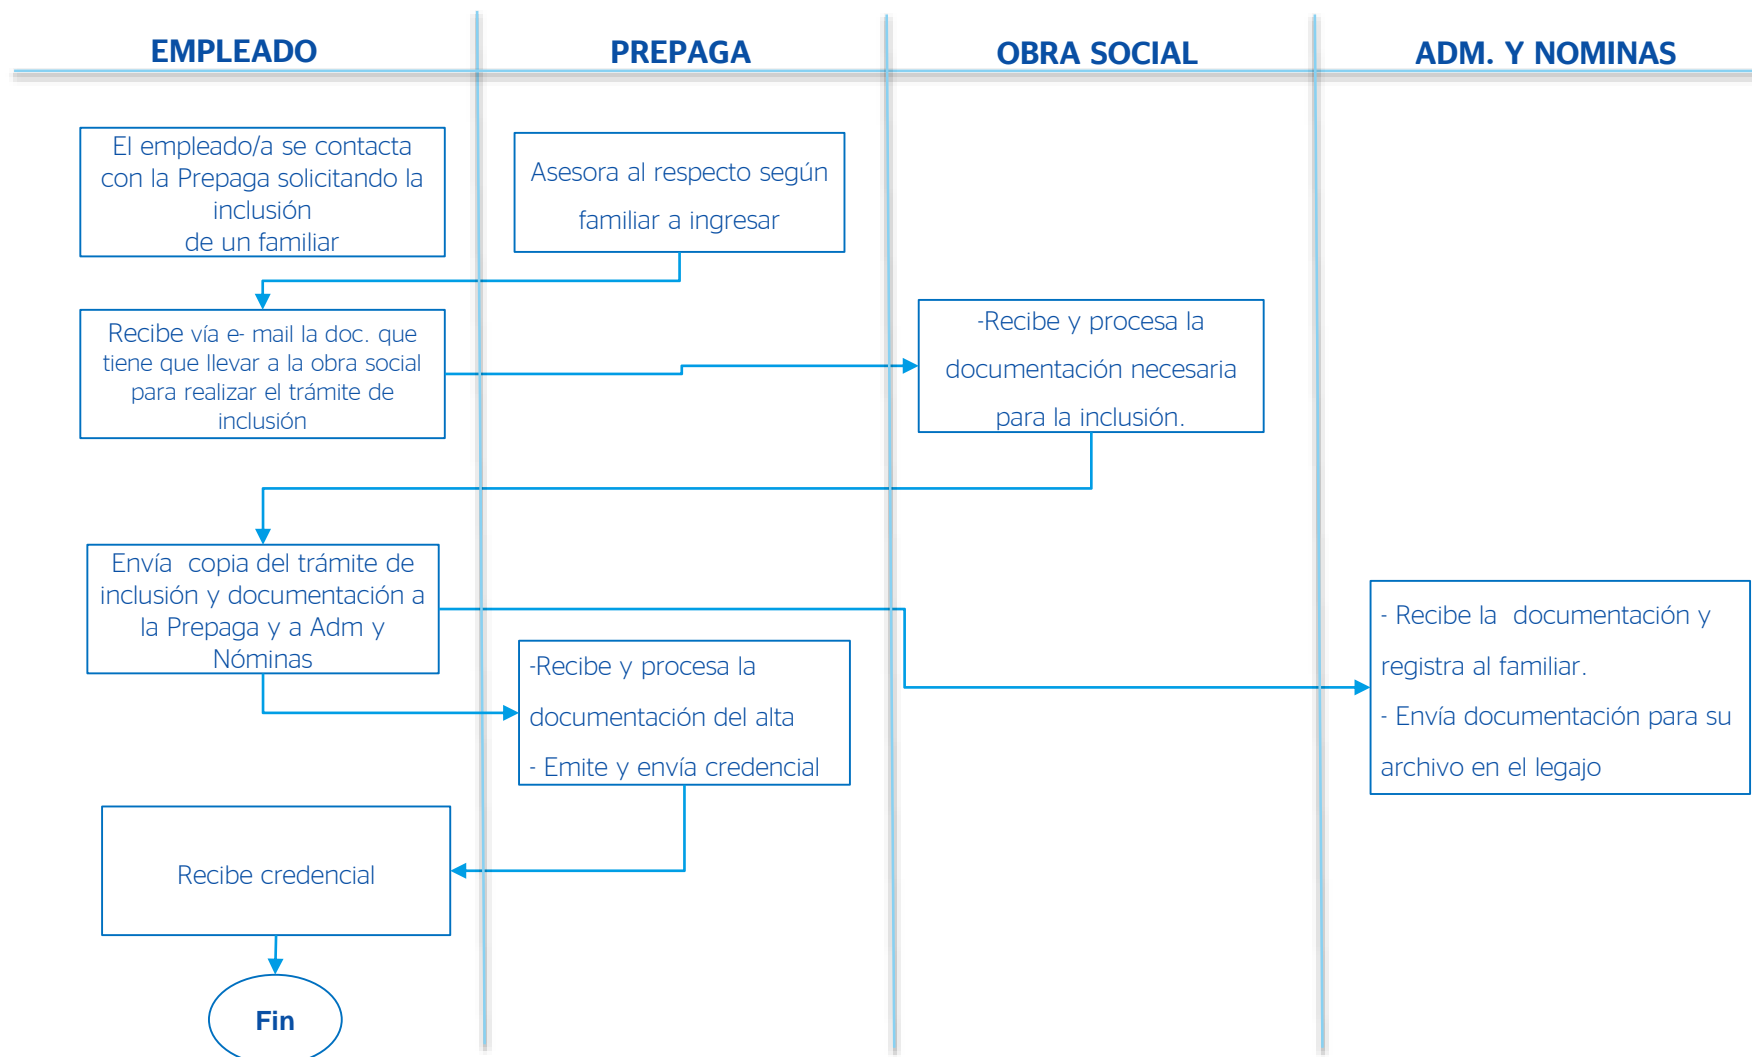 EMPLEADO
PREPAGA
OBRA SOCIAL
ADM. Y NOMINAS
El empleado/a se contacta
con la Prepaga solicitando la
inclusión
de un familiar
Asesora al respecto según
familiar a ingresar
Recibe vía e- mail la doc. que
tiene que llevar a la obra social
para realizar el trámite de
inclusión
-Recibe y procesa la
documentación necesaria
para la inclusión.
Envía copia del trámite de
inclusión y documentación a
la Prepaga y a Adm y
Nóminas
-Recibe y procesa la
documentación del alta
- Emite y envía credencial
- Recibe la documentación y
registra al familiar.
- Envía documentación para su
archivo en el legajo
Recibe credencial
Fin